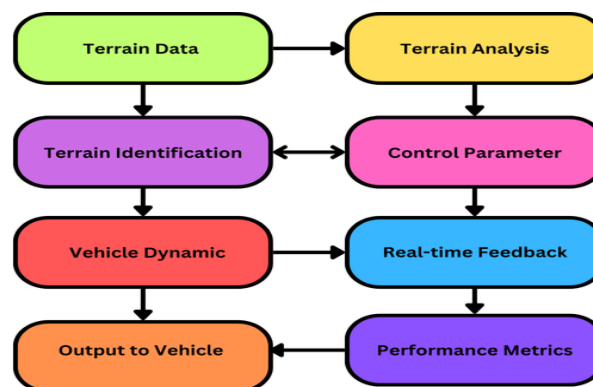 Terrain Data
Terrain Analysis
Terrain Identification
Control Parameter
Vehicle Dynamic
Real-time Feedback
Output to Vehicle
Performance Metrics